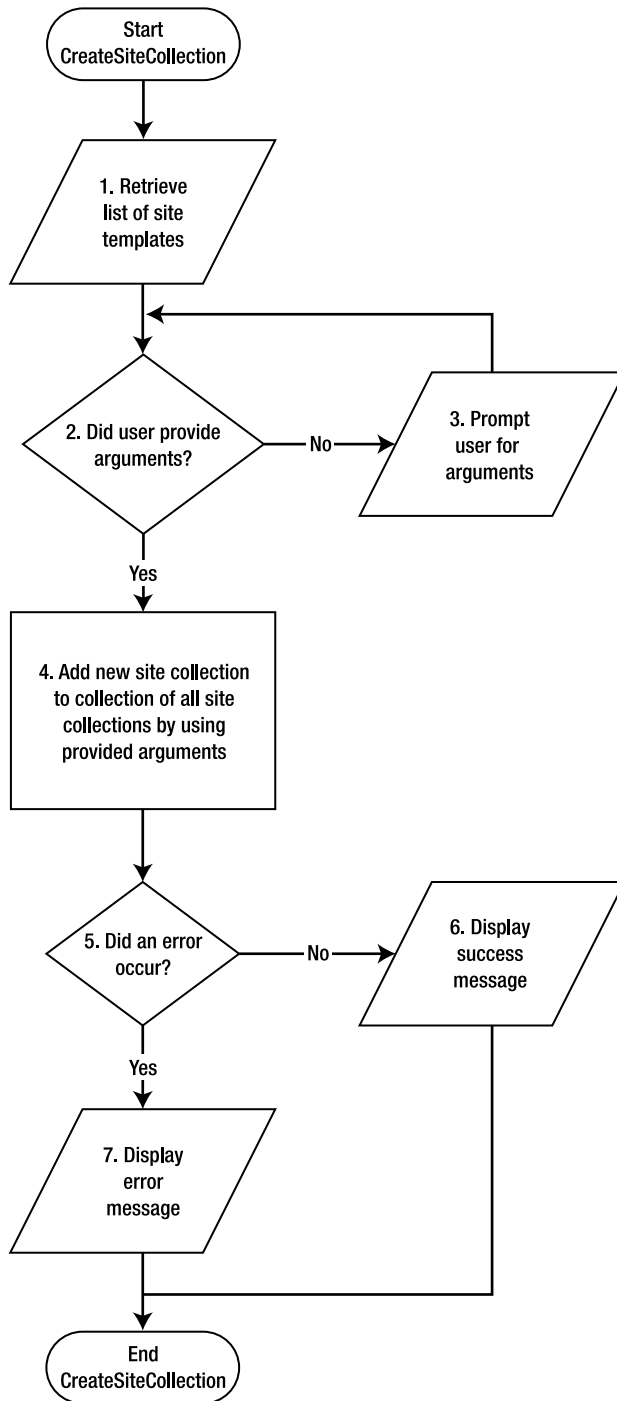 Start
CreateSiteCollection
1. Retrieve
list of site
templates
2. Did user provide
arguments?
No
3. Prompt
user for
arguments
Yes
4. Add new site collection
to collection of all site
collections by using
provided arguments
5. Did an error
occur?
No
6. Display
success
message
Yes
7. Display
error
message
End
CreateSiteCollection